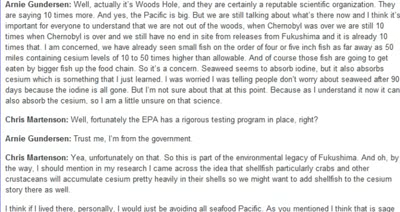 Arnie Gundersen: Well, actually it's Woods Hole, and they are certainly a reputable scientific organization. They
are saying 10 times more. And yes, the Pacific is big. But we are still talking about what's there now and I think it's
important for everyone to understand that we are not out of the woods, when Chernobyl was over we are still 10
times when Chernobyl is over and we still have no end in site from releases from Fukushima and it is already 10
times that. I am concerned, we have already seen small fish on the order of four or five inch fish as far away as 50
miles containing cesium levels of 10 to 50 times higher than allowable. And of course those fish are going to get
eaten by bigger fish up the food chain. So it's a concern. Seaweed seems to absorb iodine, but it also absorbs
cesium which is something that I just learned. I was worried I was telling people don't worry about seaweed after 90
days because the iodine is all gone. But I'm not sure about that at this point. Because as I understand it now it can
also absorb the cesium, so I am a little unsure on that science.
Chris Martenson: Well, fortunately the EPA has a rigorous testing program in place, right?
Arnie Gundersen: Trust me, I'm from the government.
Chris Martenson: Yea, unfortunately on that. So this is part of the environmental legacy of Fukushima. And oh, by
the way, I should mention in my research I came across the idea that shellfish particularly crabs and other
crustaceans will accumulate cesium pretty heavily in their shells so we might want to add shellfish to the cesium
story there as well.
I think if I lived there, personally, I would just be avoiding all seafood Pacific. As you mentioned I think that is sage